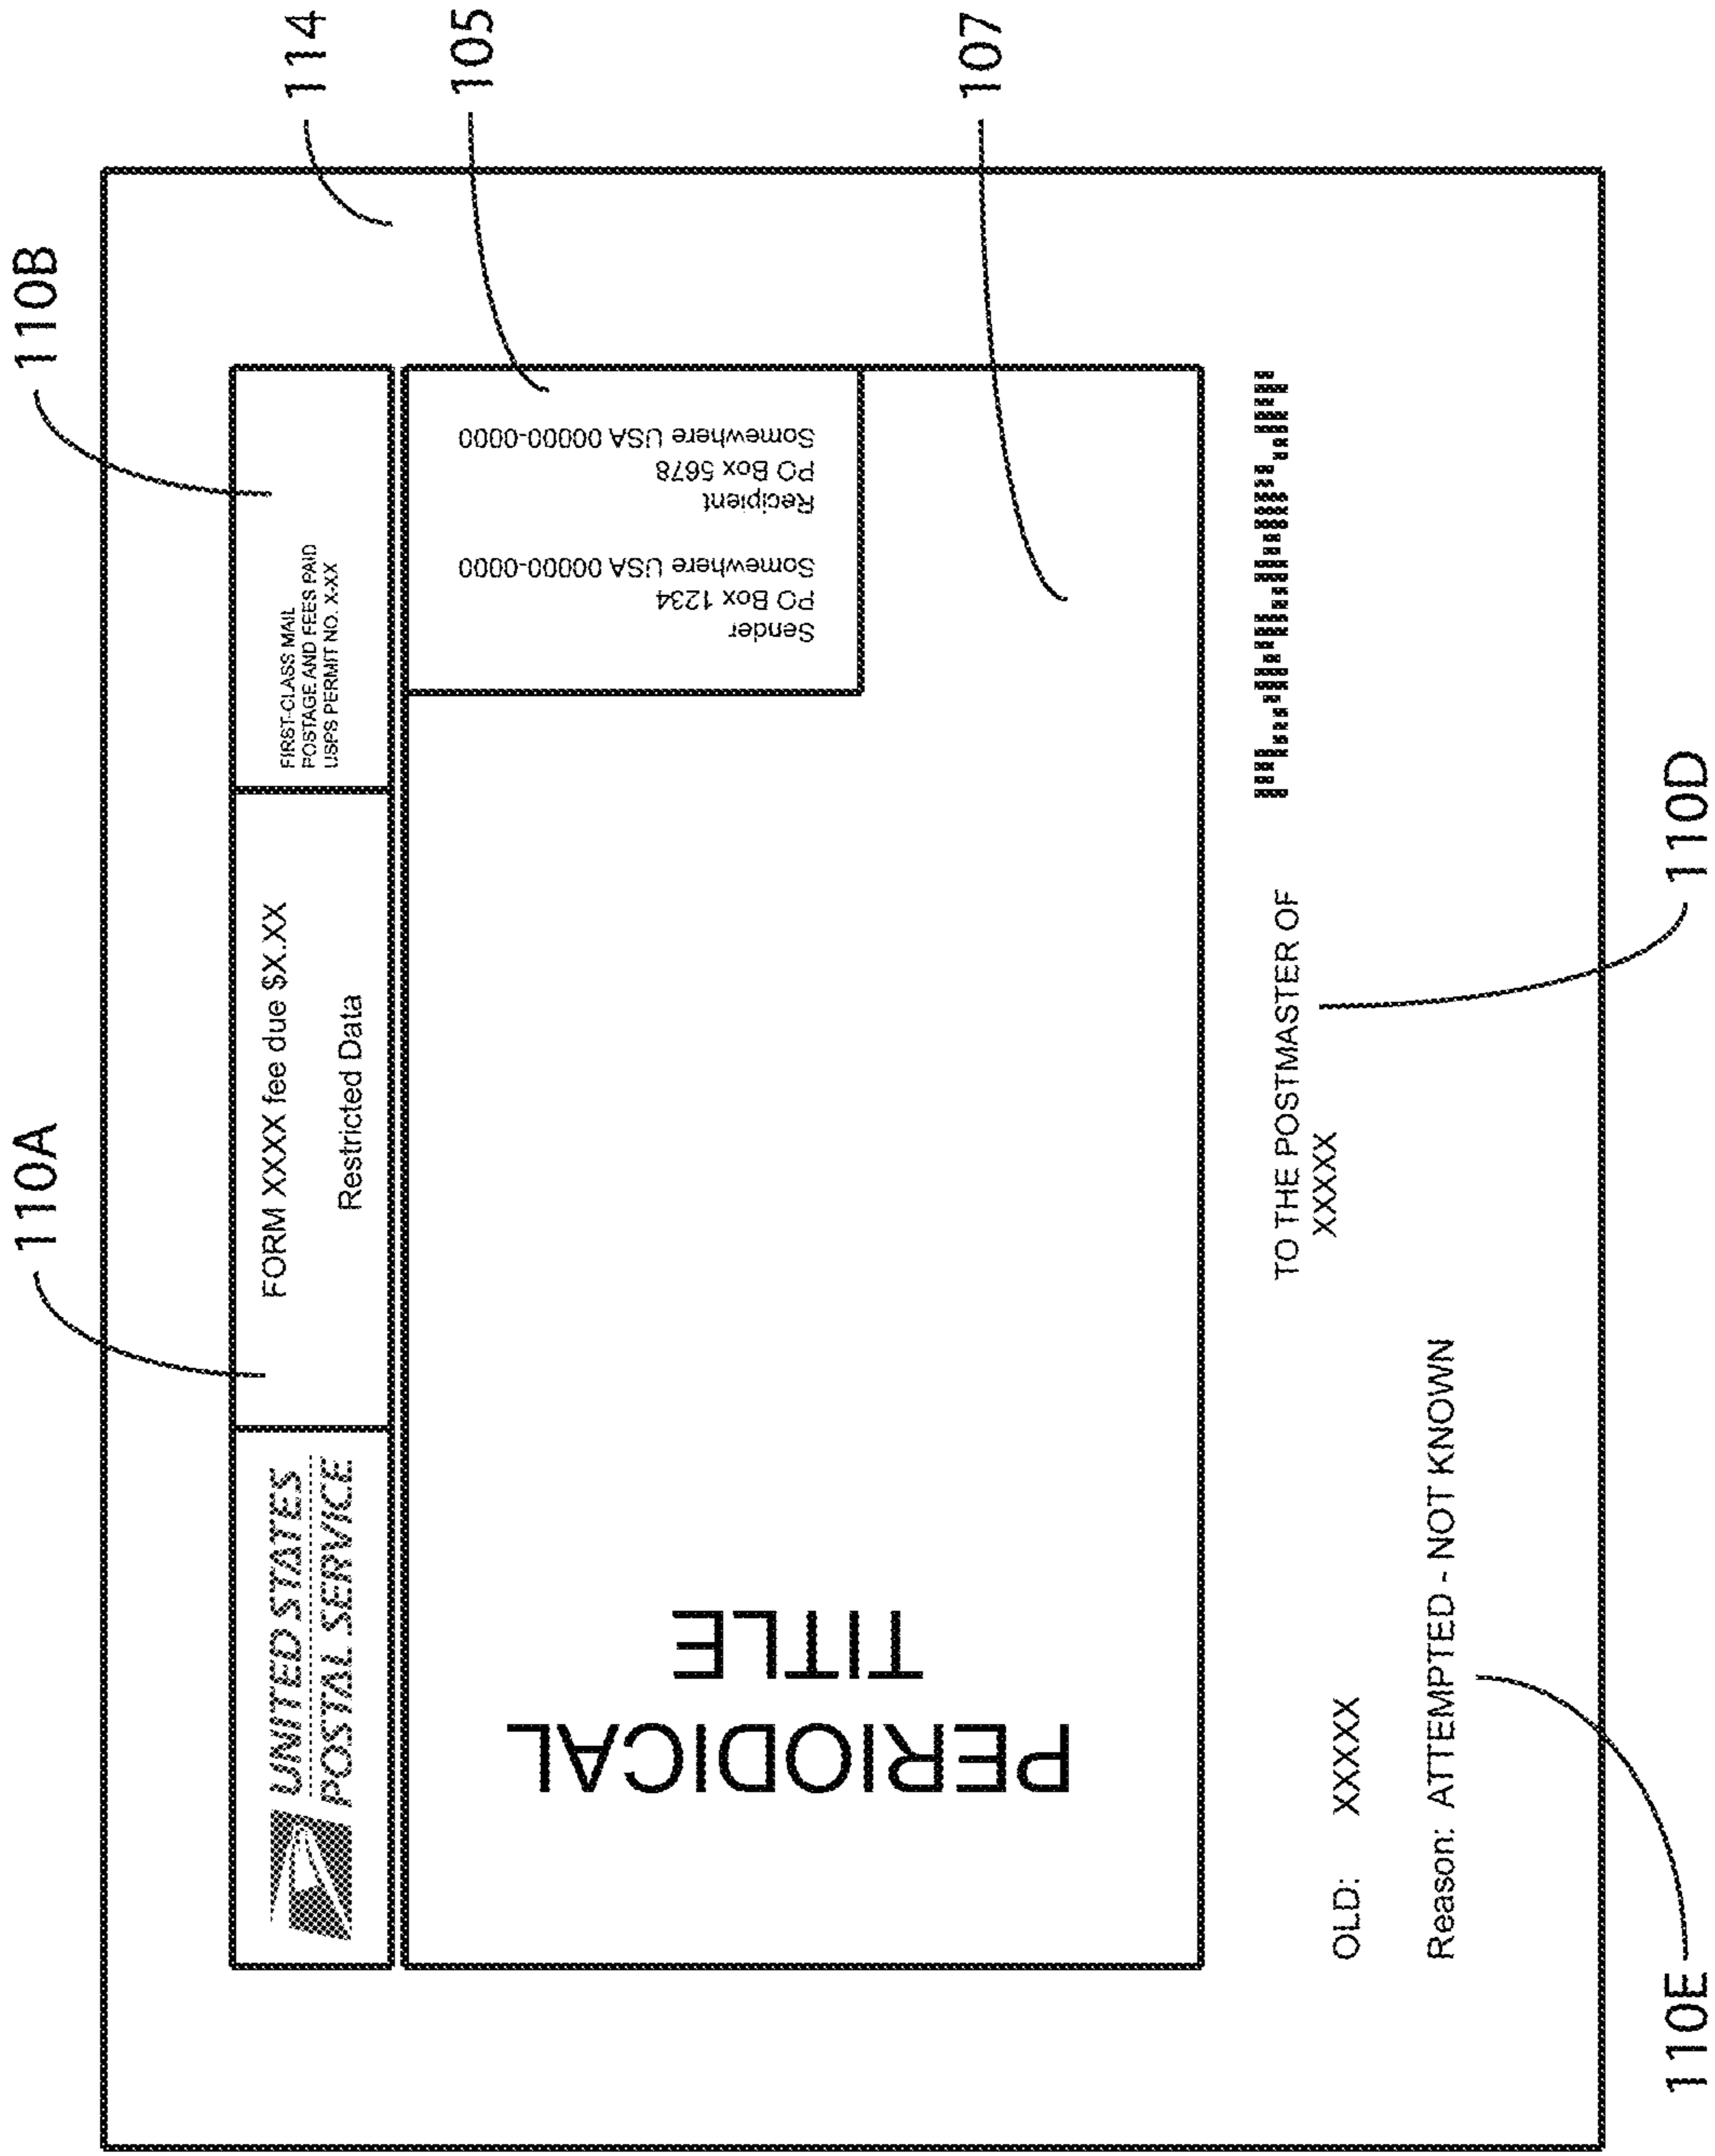 110A
110B
114
105
107
UNITED STATES
POSTAL SERVICE
FORM XXXX fee due $X.XX
Restricted Data
FIRST-CLASS MAIL
POSTAGE AND FEES PAID
USPS PERMIT NO. X-XX
PERIODICAL
TITLE
Sender
PO Box 1234
Somewhere USA 00000-0000
Recipient
PO Box 5678
Somewhere USA 00000-0000
TO THE POSTMASTER OF
XXXXX
OLD: XXXXX
Reason: ATTEMPTED - NOT KNOWN
110E
110D